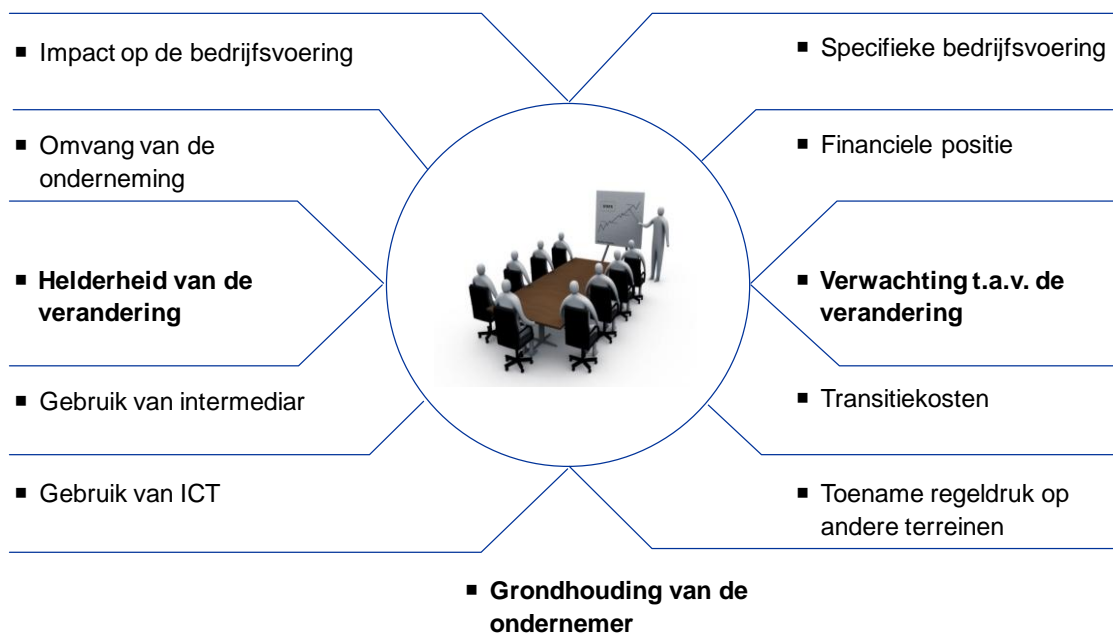 ▪ Impact op de bedrijfsvoering
▪ Omvang van de
onderneming
▪ Helderheid van de
verandering
▪ Gebruik van intermediar
▪ Gebruik van ICT
▪ Specifieke bedrijfsvoering
▪ Financiele positie
▪ Verwachting t.a.v. de
verandering
▪ Transitiekosten
▪ Toename regeldruk op
andere terreinen
▪ Grondhouding van de
ondernemer